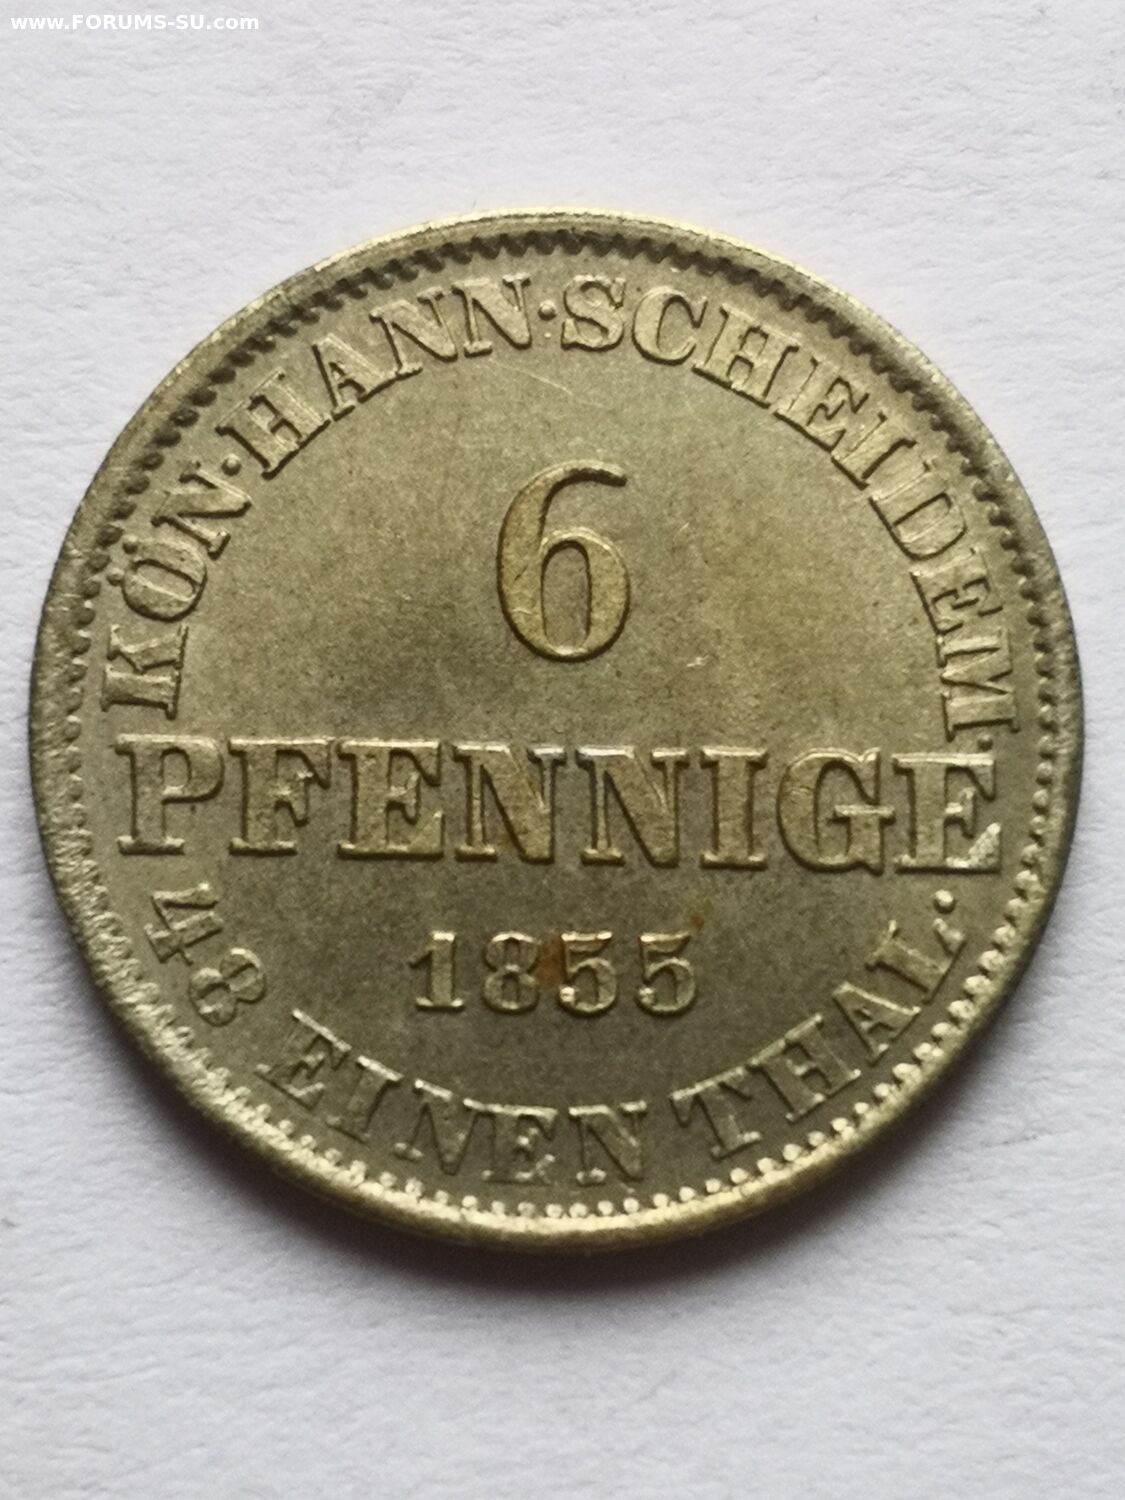 www.FORUMS-SU.com
KÖN·HANN·SCHEIDEM.
6
PFENNIGE
1855
48 EINEN THAL.